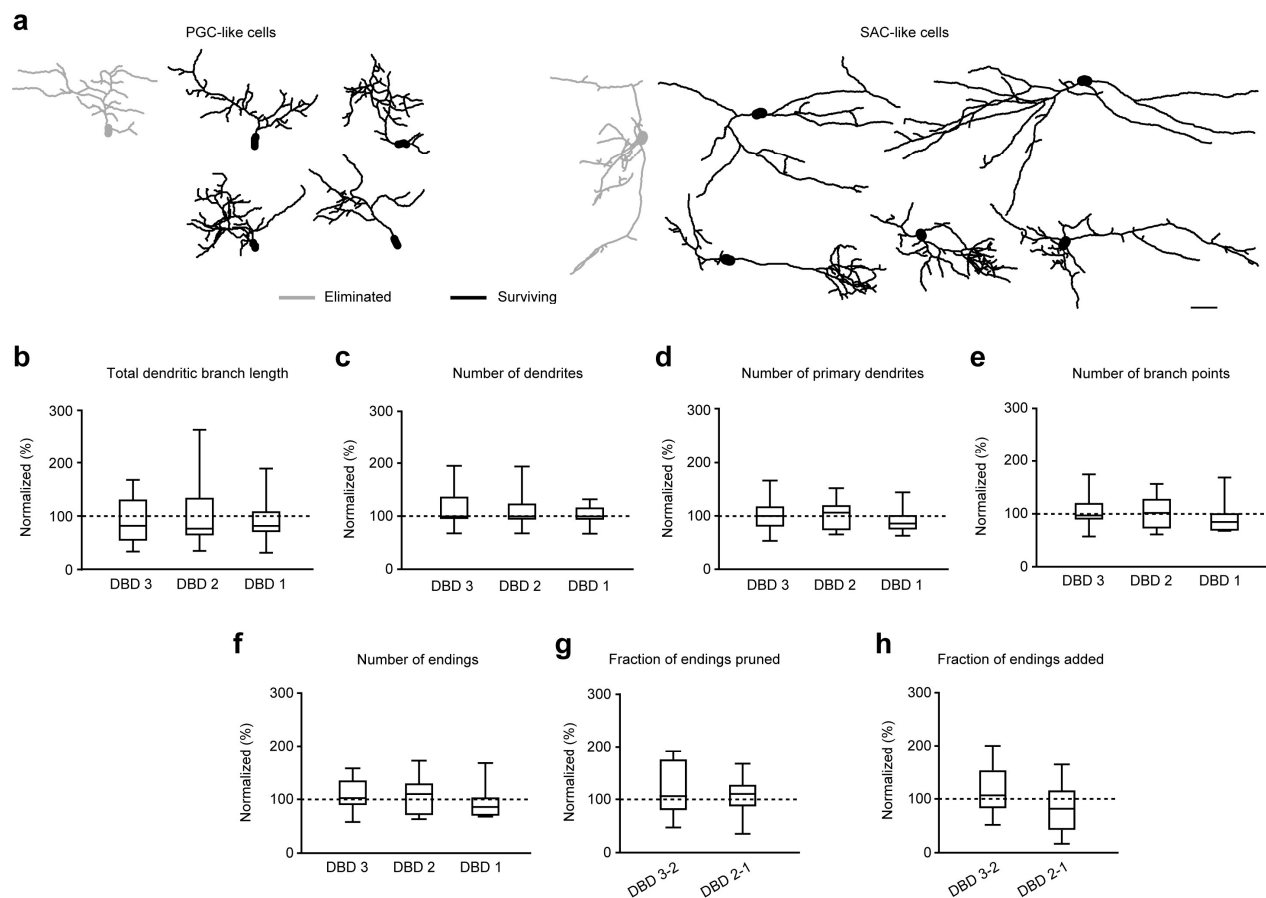 a
PGC-like cells
SAC-like cells
Eliminated
Surviving
b
Total dendritic branch length
Normalized (%)
300
200
100
0
DBD 3 DBD 2 DBD 1
c
Number of dendrites
300
200
100
0
DBD 3 DBD 2 DBD 1
d
Number of primary dendrites
Normalized (%)
300
200
100
0
DBD 3 DBD 2 DBD 1
e
Number of branch points
Normalized (%)
300
200
100
0
DBD 3 DBD 2 DBD 1
f
Number of endings
Normalized (%)
300
200
100
0
DBD 3 DBD 2 DBD 1
g
Fraction of endings pruned
Normalized (%)
300
200
100
0
DBD 3-2 DBD 2-1
h
Fraction of endings added
Normalized (%)
300
200
100
0
DBD 3-2 DBD 2-1